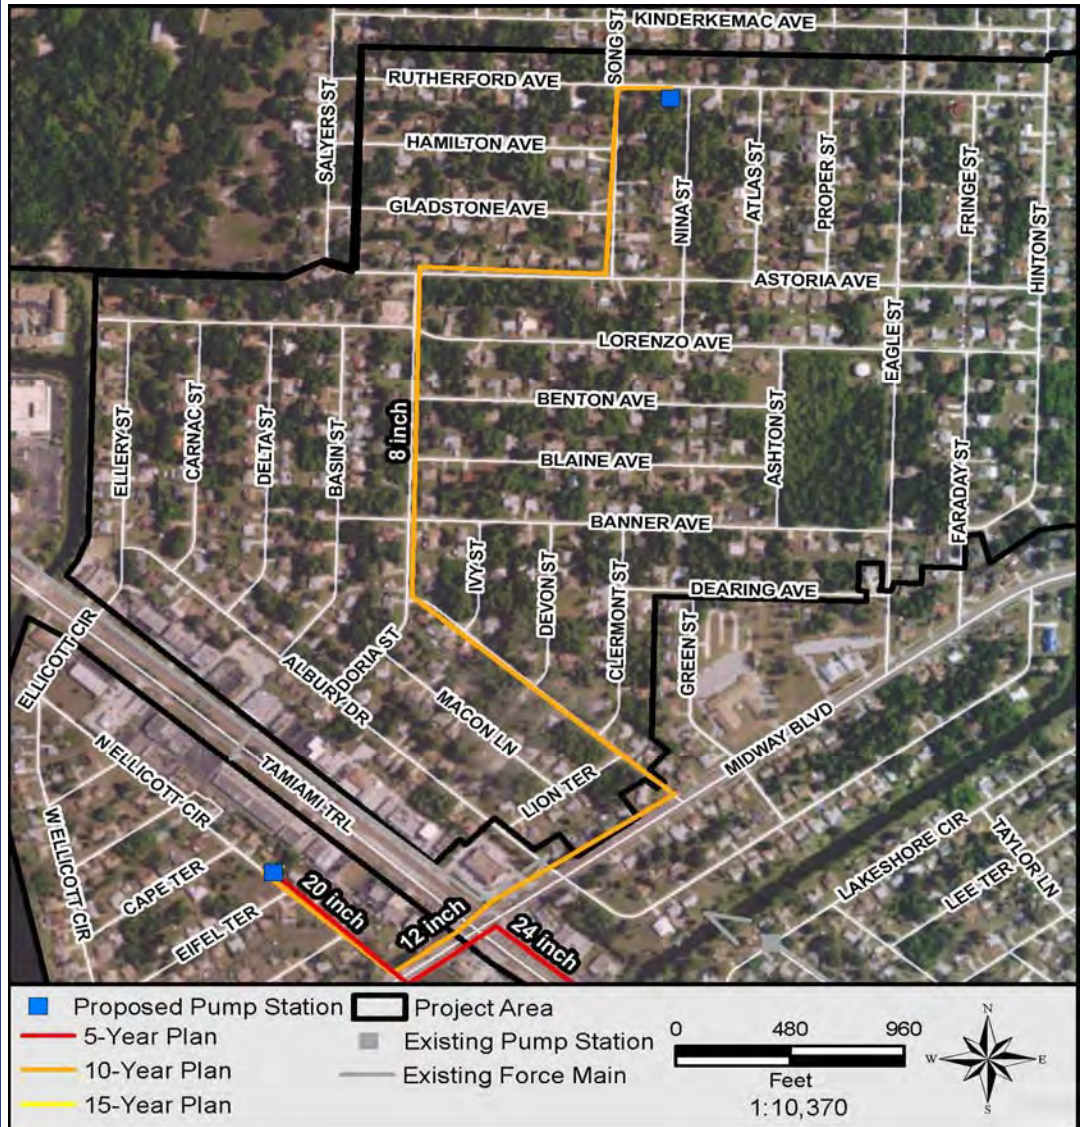 KINDERKEMAC AVE
SONG ST
RUTHERFORD AVE
SALYERS ST
HAMILTON AVE
GLADSTONE AVE
NINA ST
ATLAS ST
PROPER ST
FRINGE ST
HINTON ST
ASTORIA AVE
LORENZO AVE
EAGLE ST
BENTON AVE
8 inch
BLAINE AVE
ASHTON ST
ELLERY ST
CARNAC ST
DELTA ST
BASIN ST
BANNER AVE
FARADAY ST
IVY ST
DEVON ST
CLERMONT ST
DEARING AVE
GREEN ST
ELLICOTT CIR
ALBURY DR
DORIA ST
MACON LN
MIDWAY BLVD
N ELLICOTT CIR
TAMIAMI TRL
LION TER
W ELLICOTT CIR
CAPE TER
EIFEL TER
LAKESHORE CIR
TAYLOR LN
LEE TER
20 inch
12 inch
24 inch
Proposed Pump Station
5-Year Plan
10-Year Plan
15-Year Plan
Project Area
Existing Pump Station
Existing Force Main
0 480 960
Feet
1:10,370
N
W E
S